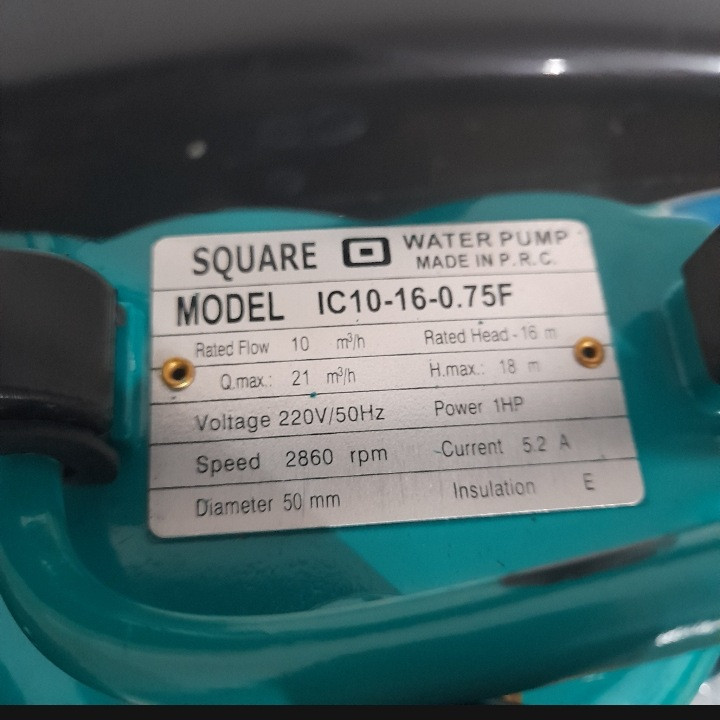 SQUARE WATER PUMP
MADE IN P.R.C.
MODEL IC10-16-0.75F
Rated Flow 10 m³/h Rated Head - 16 m
Q.max.: 21 m³/h H.max.: 18 m
Voltage 220V/50Hz Power 1HP
Speed 2860 rpm Current 5.2 A
Diameter 50 mm Insulation E